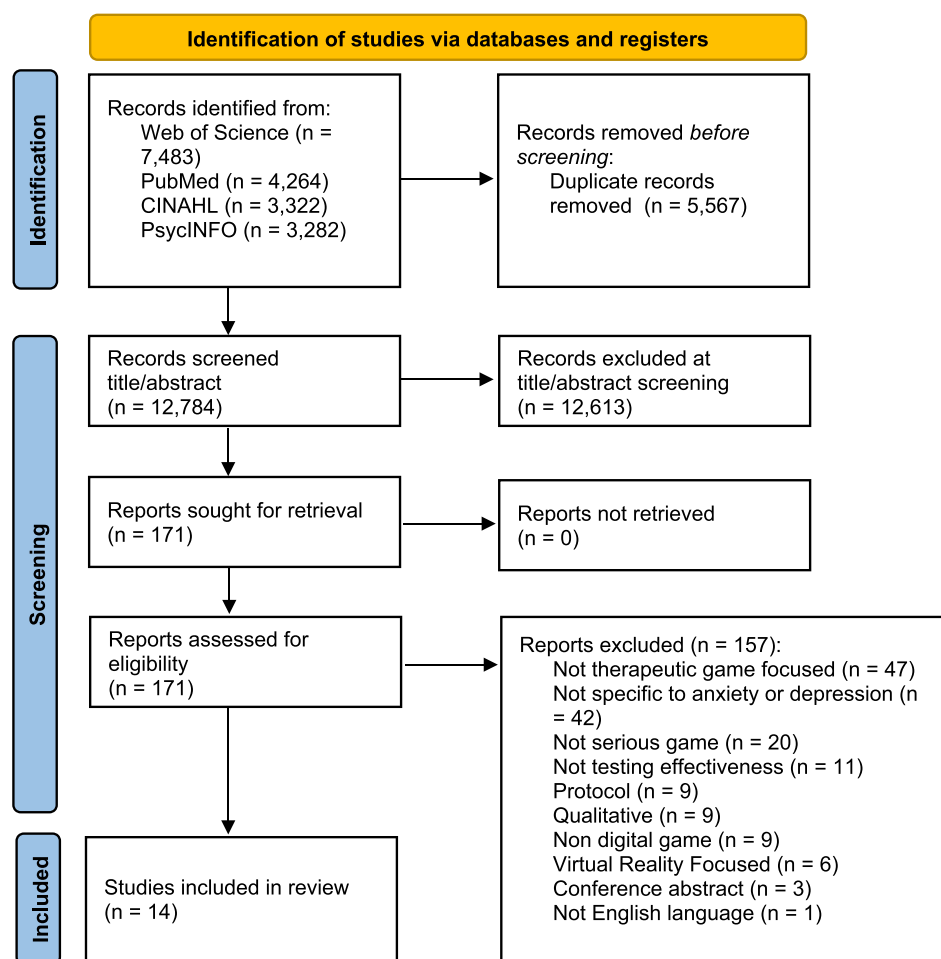 Identification of studies via databases and registers
Identification
Records identified from:
Web of Science (n =
7,483)
PubMed (n = 4,264)
CINAHL (n = 3,322)
PsycINFO (n = 3,282)
Records removed before
screening:
Duplicate records
removed  (n = 5,567)
Screening
Records screened
title/abstract
(n = 12,784)
Records excluded at
title/abstract screening
(n = 12,613)
Reports sought for retrieval
(n = 171)
Reports not retrieved
(n = 0)
Reports assessed for
eligibility
(n = 171)
Reports excluded (n = 157):
Not therapeutic game focused (n = 47)
Not specific to anxiety or depression (n
= 42)
Not serious game (n = 20)
Not testing effectiveness (n = 11)
Protocol (n = 9)
Qualitative (n = 9)
Non digital game (n = 9)
Virtual Reality Focused (n = 6)
Conference abstract (n = 3)
Not English language (n = 1)
Included
Studies included in review
(n = 14)